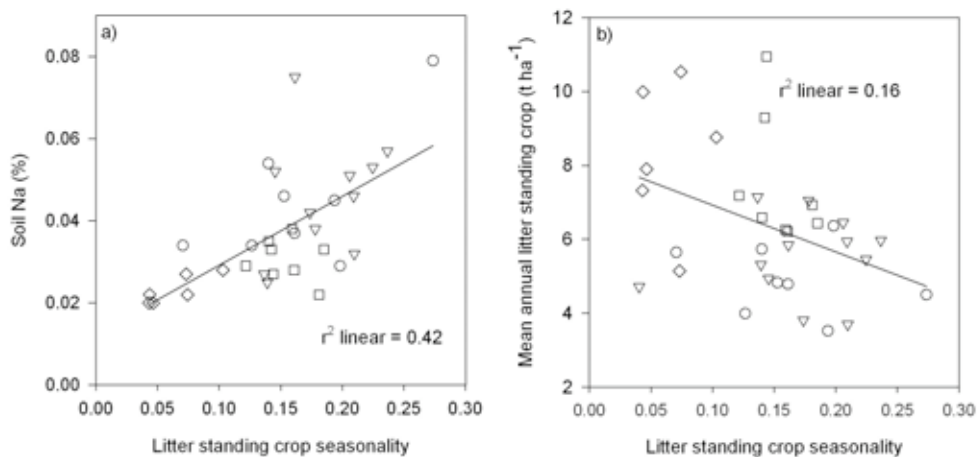 a)
0.08
0.06
0.04
0.02
0.00
Soil Na (%)
r² linear = 0.42
0.00 0.05 0.10 0.15 0.20 0.25 0.30
Litter standing crop seasonality
b)
12
10
8
6
4
2
Mean annual litter standing crop (t ha⁻¹)
r² linear = 0.16
0.00 0.05 0.10 0.15 0.20 0.25 0.30
Litter standing crop seasonality